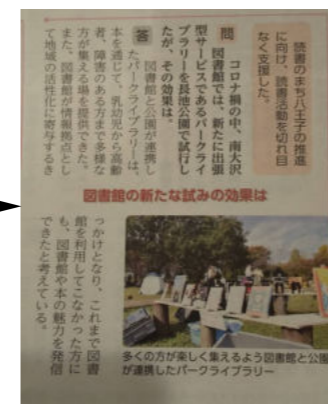 読書のまち八王子の推進
に向け、読書活動を切れ目
なく支援した。
図書館の新たな試みの効果は
問 コロナ禍の中、南大沢
図書館では、新たに出張
型サービスであるパークライ
ブラリーを長池公園で試行し
たが、その効果は。
答 図書館と公園が連携し
たパークライブラリーは、
本を通じて、乳幼児から高齢
者、障害のある方まで多様な
方が集える場を提供できた。
また、図書館が情報拠点とし
て地域の活性化に寄与するき
っかけとなり、これまで図書
館を利用してこなかった方に
も、図書館や本の魅力を発信
できたと考えている。
多くの方が楽しく集えるよう図書館と公園
が連携したパークライブラリー